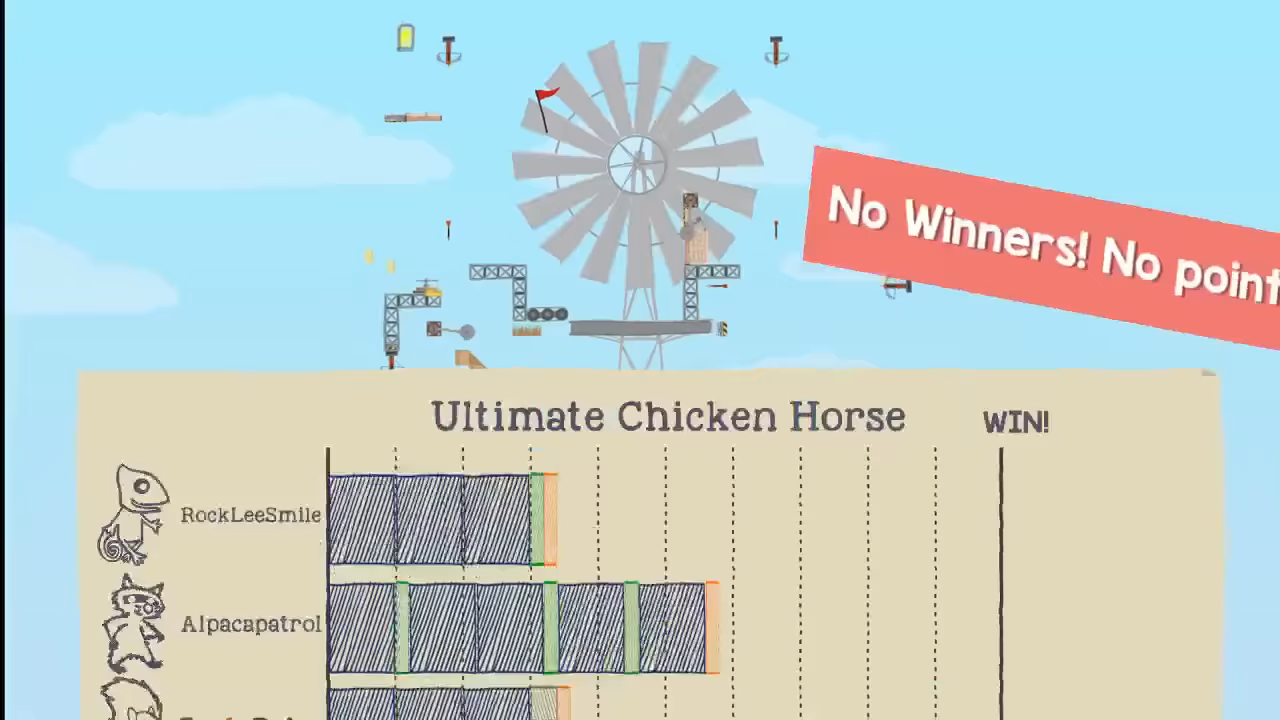 No Winners! No point
Ultimate Chicken Horse
WIN!
RockLeeSmile
Alpacapatrol